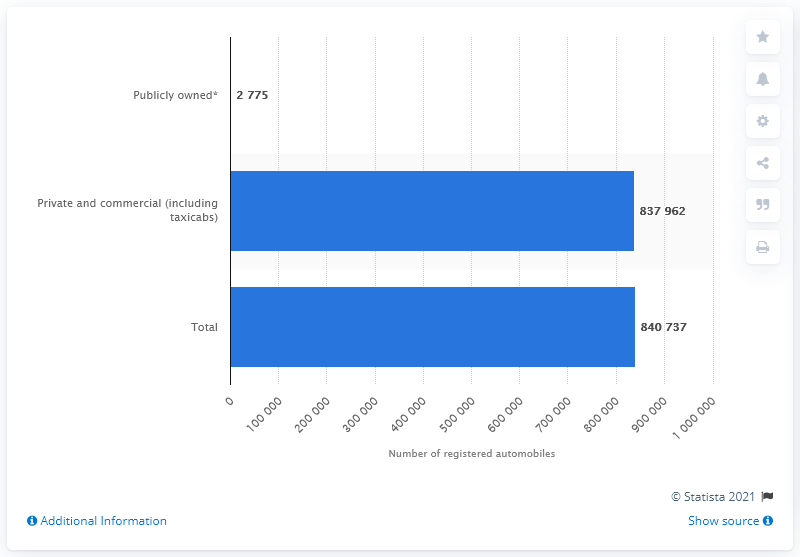 Publicly owned*
2 775
Private and commercial (including
taxicabs)
837 962
Total
840 737
0
100 000
200 000
300 000
400 000
500 000
600 000
700 000
800 000
900 000
1 000 000
Number of registered automobiles
© Statista 2021
Additional Information
Show source